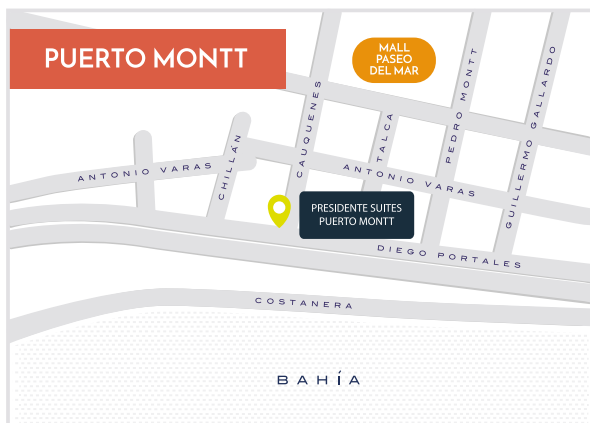 PUERTO MONTT
MALL
PASEO
DEL MAR
CAUQUENES
TALCA
PEDRO MONTT
GUILLERMO GALLARDO
CHILLÁN
ANTONIO VARAS
ANTONIO VARAS
PRESIDENTE SUITES
PUERTO MONTT
DIEGO PORTALES
COSTANERA
BAHÍA